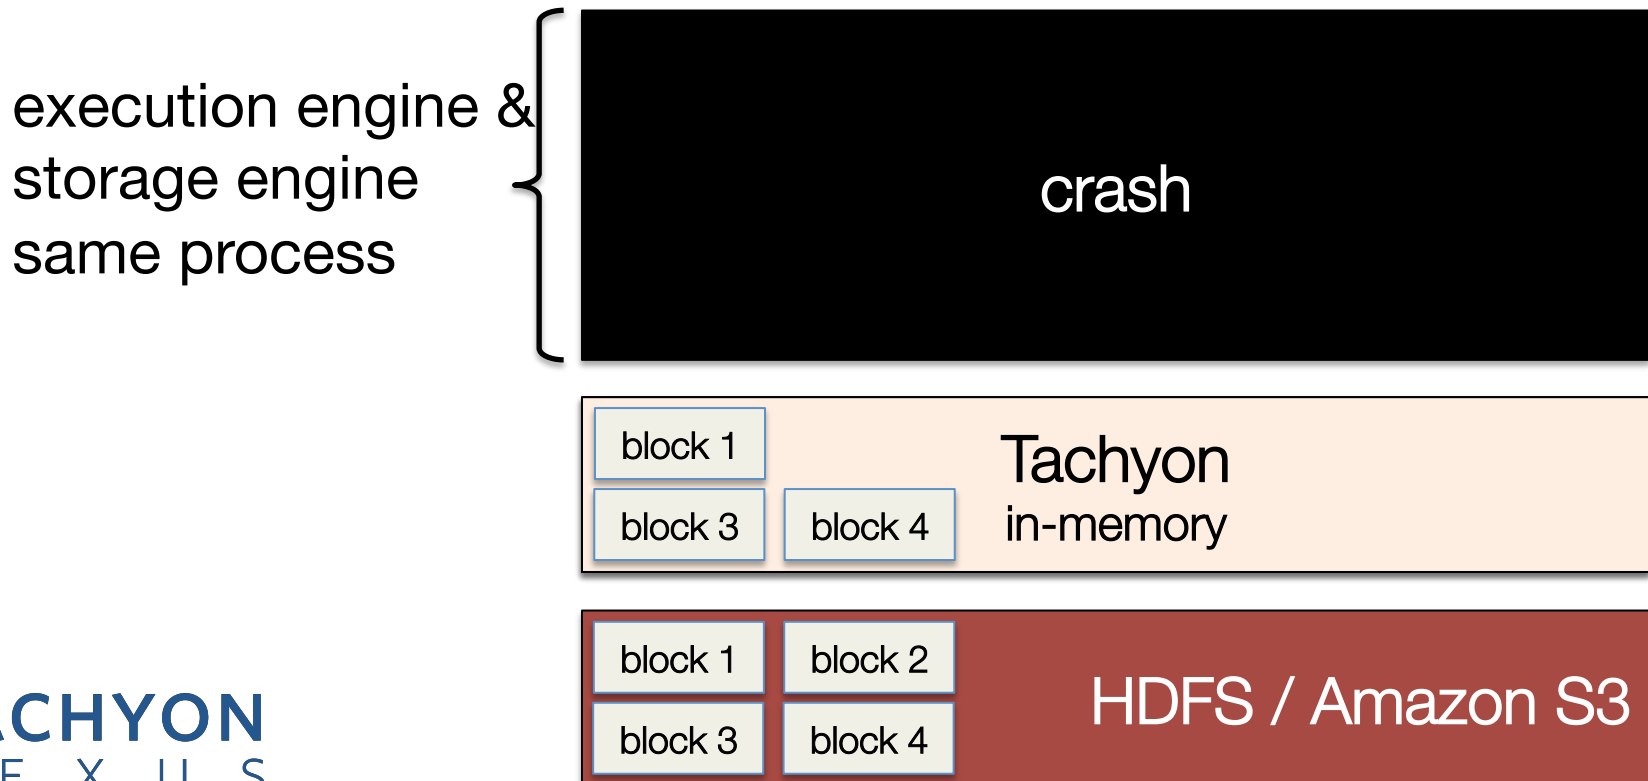 execution engine &
storage engine
same process
crash
block 1
Tachyon
block 3
block 4
in-memory
block 1
block 2
block 3
block 4
HDFS / Amazon S3
ACHYON
E X U S